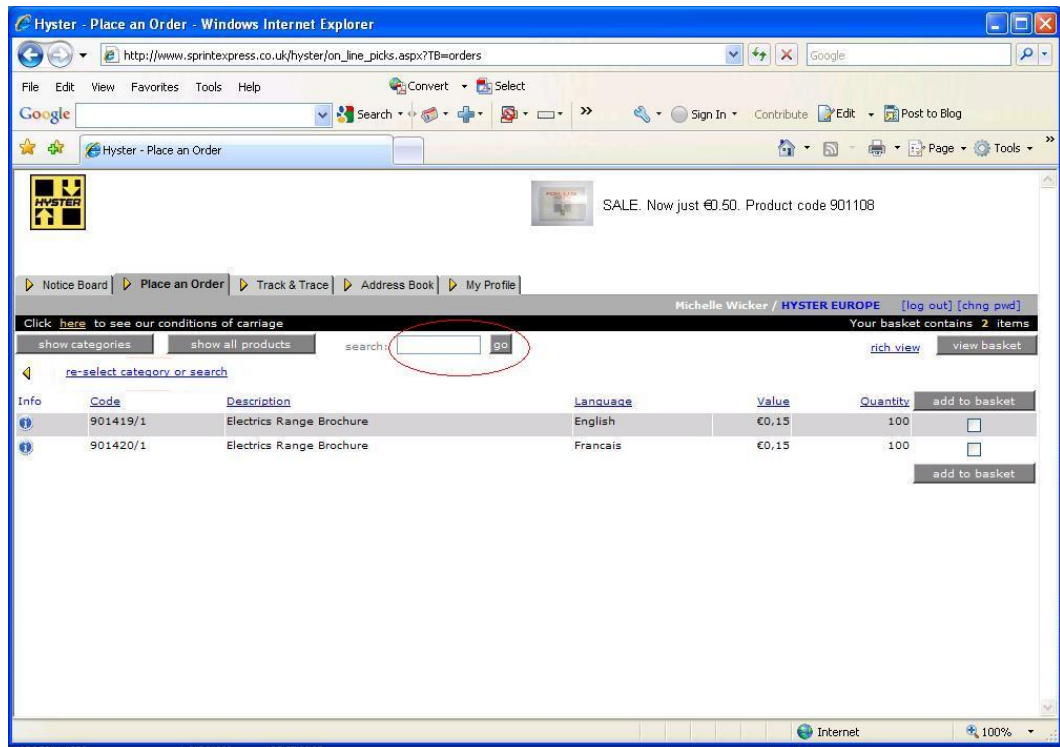 Hyster - Place an Order - Windows Internet Explorer
http://www.sprintexpress.co.uk/hyster/on_line_picks.aspx?TB=orders Google
File Edit View Favorites Tools Help Convert Select
Google Search » Sign In Contribute Edit Post to Blog
Hyster - Place an Order Page Tools »
HYSTER
SALE. Now just €0.50. Product code 901108
Notice Board Place an Order Track & Trace Address Book My Profile
Michelle Wicker / HYSTER EUROPE [log out] [chng pwd]
Click here to see our conditions of carriage Your basket contains 2 items
show categories show all products search: go rich view view basket
re-select category or search
Info Code Description Language Value Quantity add to basket
901419/1 Electrics Range Brochure English €0,15 100
901420/1 Electrics Range Brochure Francais €0,15 100
add to basket
Internet 100%